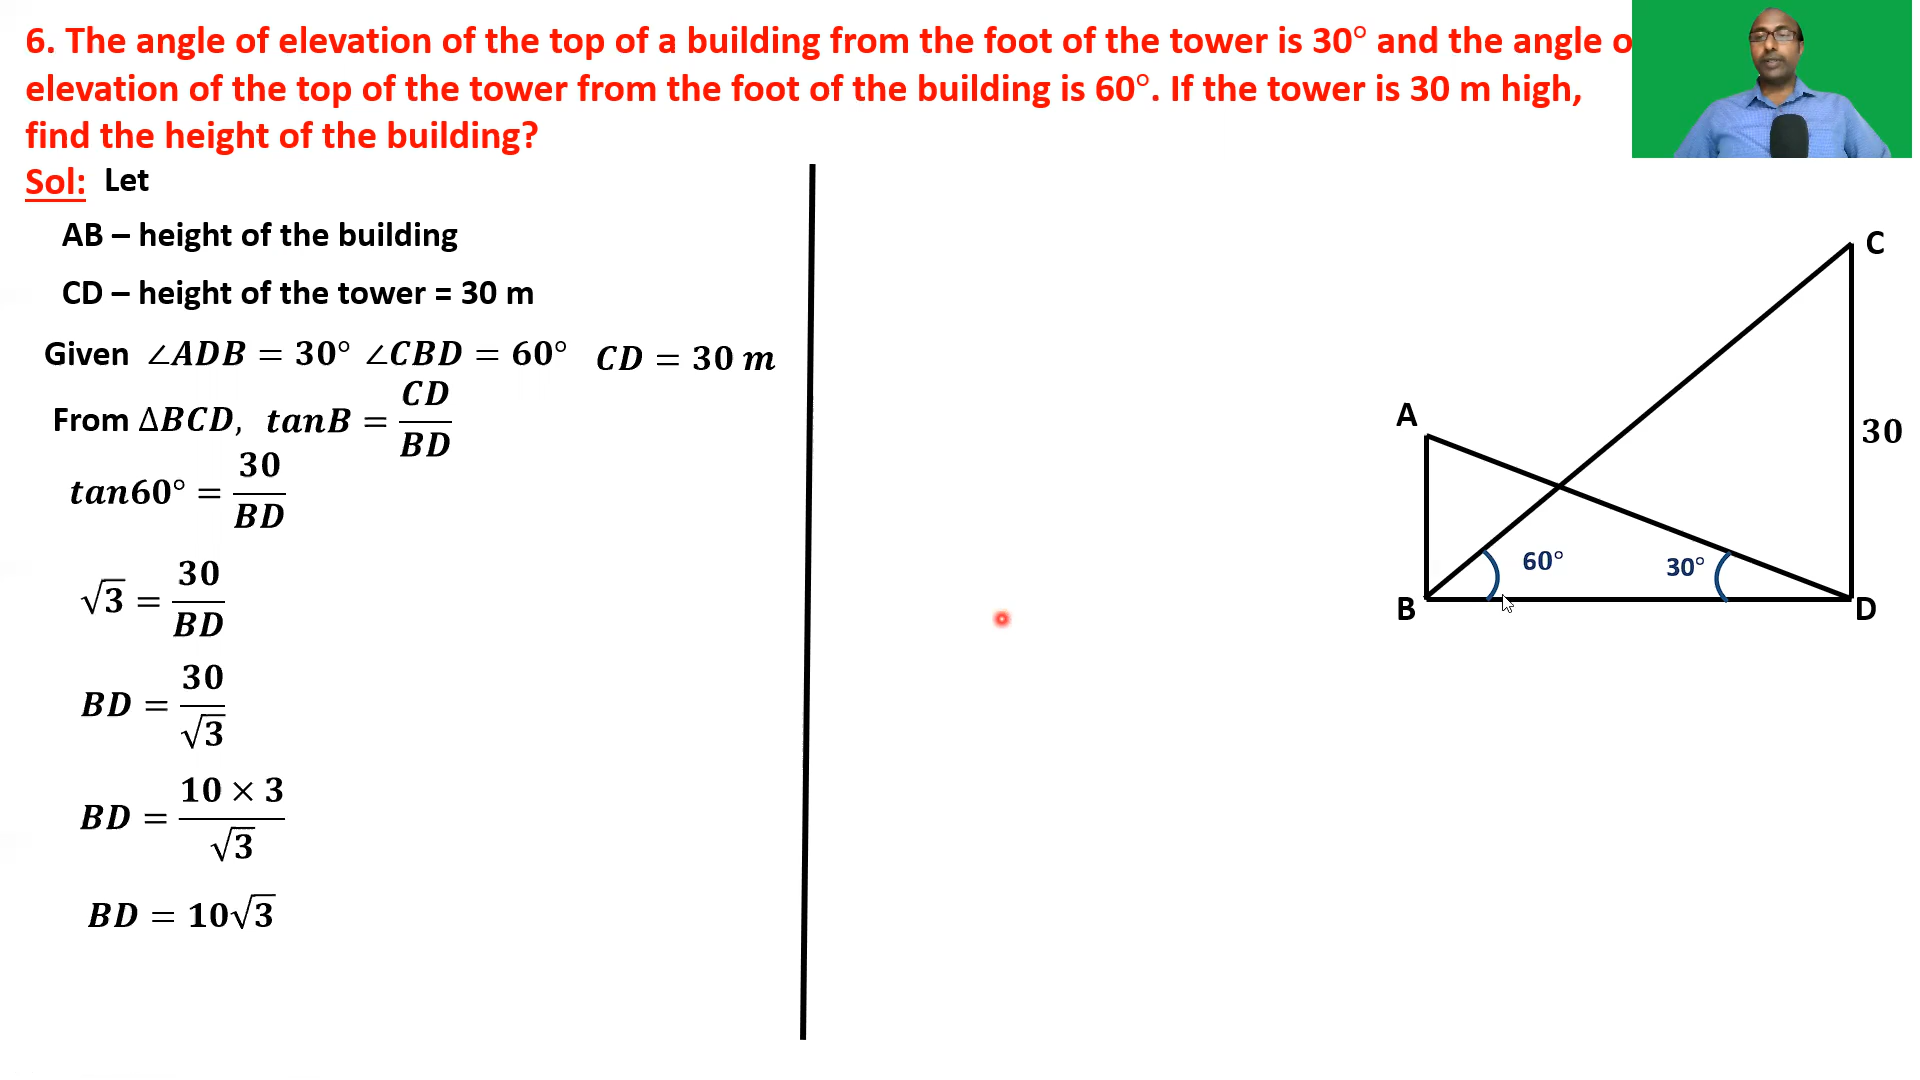 6. The angle of elevation of the top of a building from the foot of the tower is 30° and the angle o
elevation of the top of the tower from the foot of the building is 60°. If the tower is 30 m high,
find the height of the building?
Sol: Let
AB – height of the building
CD – height of the tower = 30 m
Given ∠ADB = 30° ∠CBD = 60° CD = 30 m
From ΔBCD, tanB = CD/BD
tan60° = 30/BD
√3 = 30/BD
BD = 30/√3
BD = 10 × 3/√3
BD = 10√3
C
A
30
60°
30°
B
D